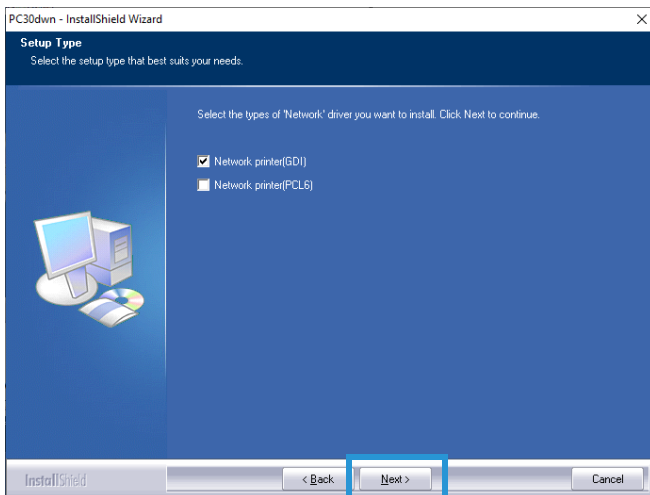 PC30dwn - InstallShield Wizard
Setup Type
Select the setup type that best suits your needs.
Select the types of 'Network' driver you want to install. Click Next to continue.
Network printer(GDI)
Network printer(PCL6)
InstallShield
< Back
Next >
Cancel